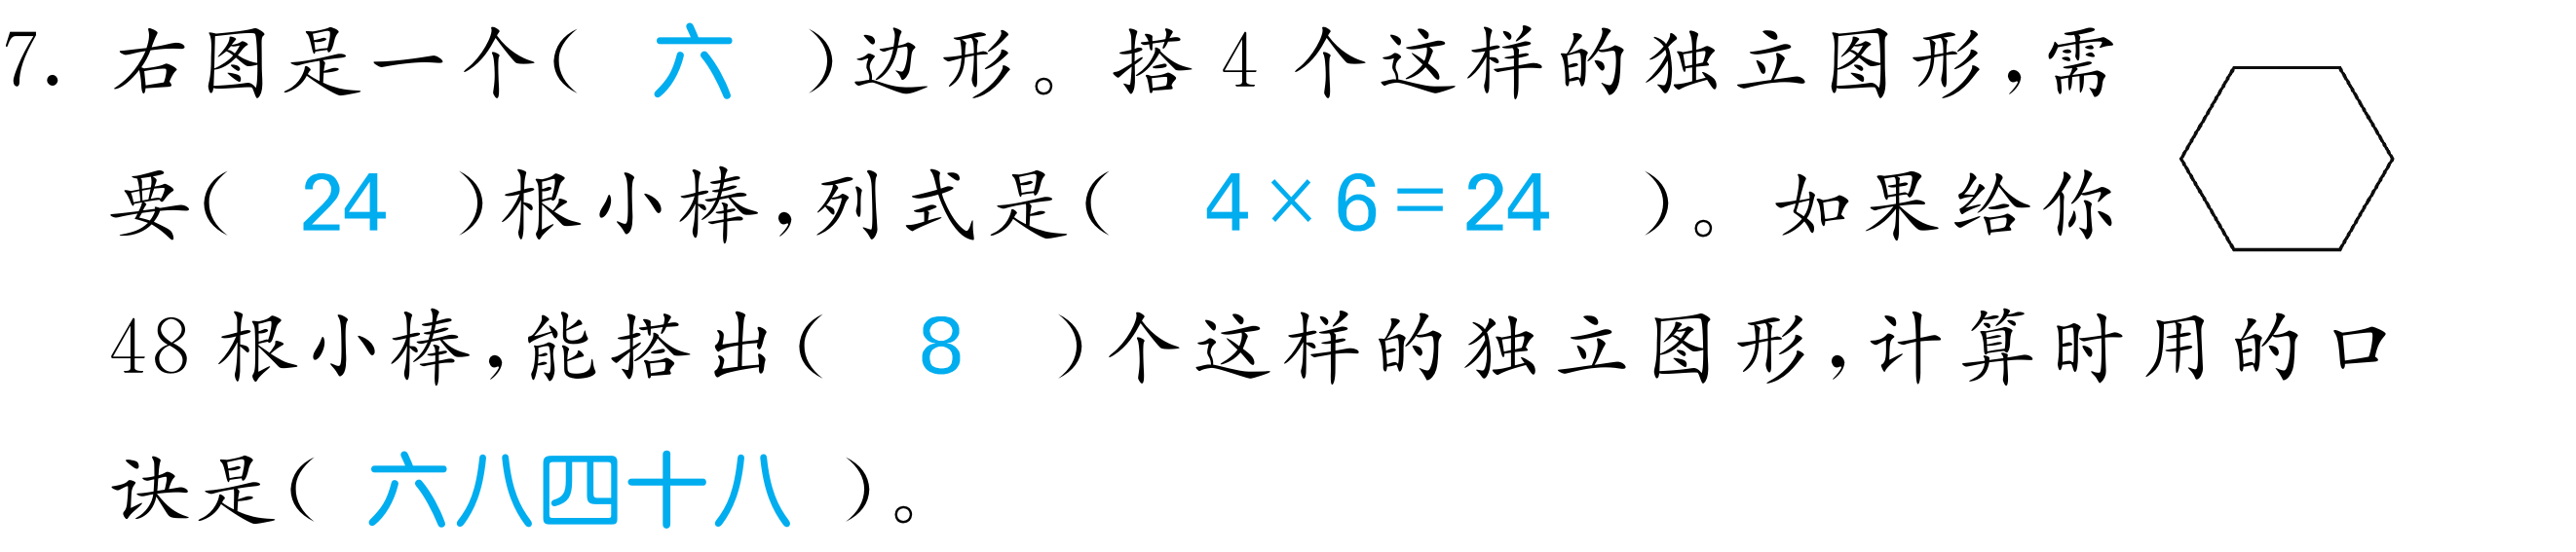 7. 右图是一个( 六 )边形。搭 4 个这样的独立图形,需
要( 24 )根小棒,列式是( 4×6=24 )。如果给你
48 根小棒,能搭出( 8 )个这样的独立图形,计算时用的口
诀是( 六八四十八 )。